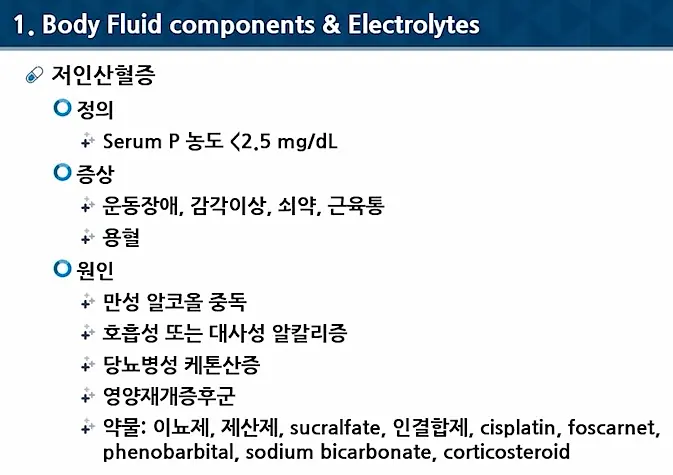 1. Body Fluid components & Electrolytes
저인산혈증
정의
Serum P 농도 <2.5 mg/dL
증상
운동장애, 감각이상, 쇠약, 근육통
용혈
원인
만성 알코올 중독
호흡성 또는 대사성 알칼리증
당뇨병성 케톤산증
영양재개증후군
약물: 이뇨제, 제산제, sucralfate, 인결합제, cisplatin, foscarnet,
phenobarbital, sodium bicarbonate, corticosteroid